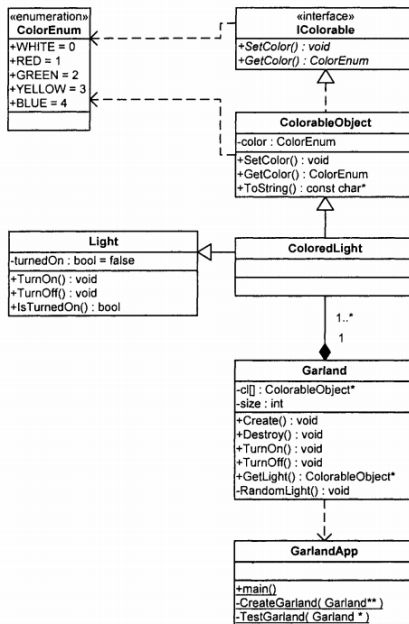 «enumeration»
ColorEnum
+WHITE = 0
+RED = 1
+GREEN = 2
+YELLOW = 3
+BLUE = 4
«interface»
IColorable
+SetColor() : void
+GetColor() : ColorEnum
ColorableObject
-color : ColorEnum
+SetColor() : void
+GetColor() : ColorEnum
+ToString() : const char*
Light
-turnedOn : bool = false
+TurnOn() : void
+TurnOff() : void
+IsTurnedOn() : bool
ColoredLight
1..*
1
Garland
-cl[] : ColorableObject*
-size : int
+Create() : void
+Destroy() : void
+TurnOn() : void
+TurnOff() : void
+GetLight() : ColorableObject*
-RandomLight() : void
GarlandApp
+main()
-CreateGarland( Garland** )
-TestGarland( Garland * )